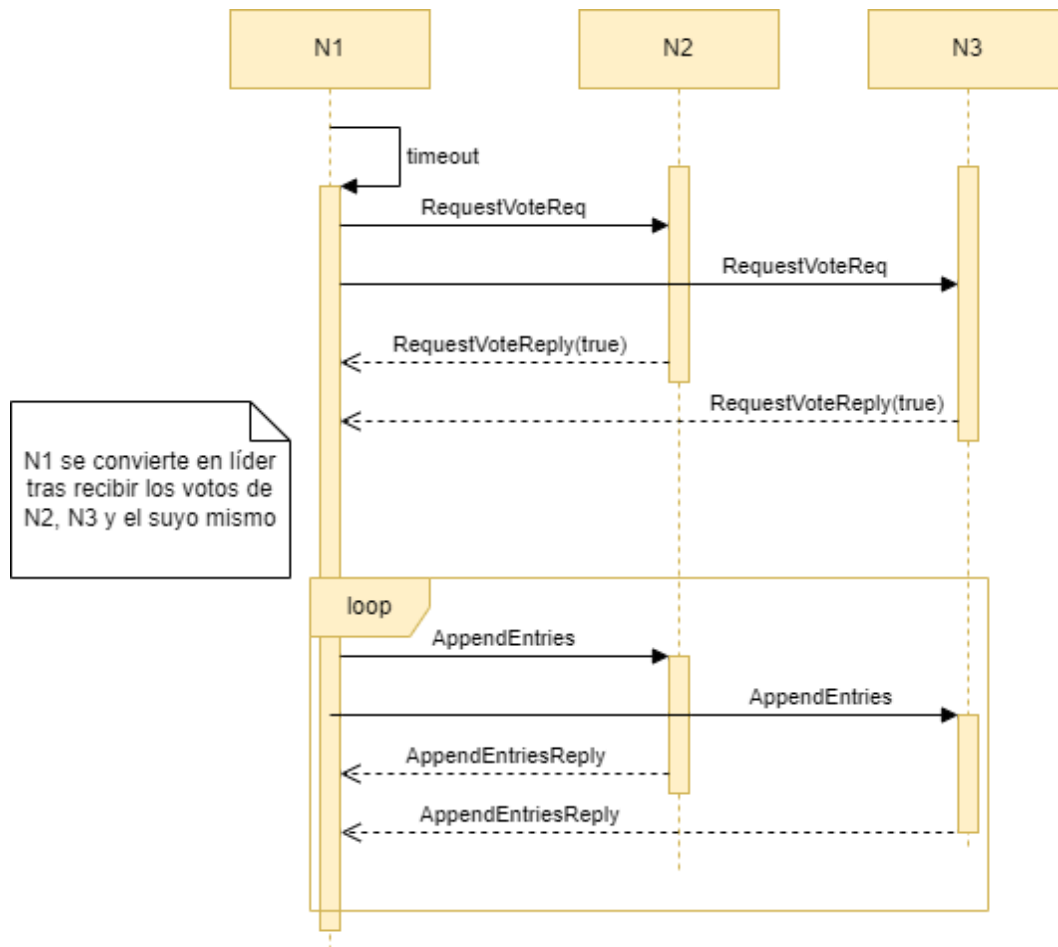 N1
N2
N3
timeout
RequestVoteReq
RequestVoteReq
RequestVoteReply(true)
RequestVoteReply(true)
N1 se convierte en líder
tras recibir los votos de
N2, N3 y el suyo mismo
loop
AppendEntries
AppendEntries
AppendEntriesReply
AppendEntriesReply